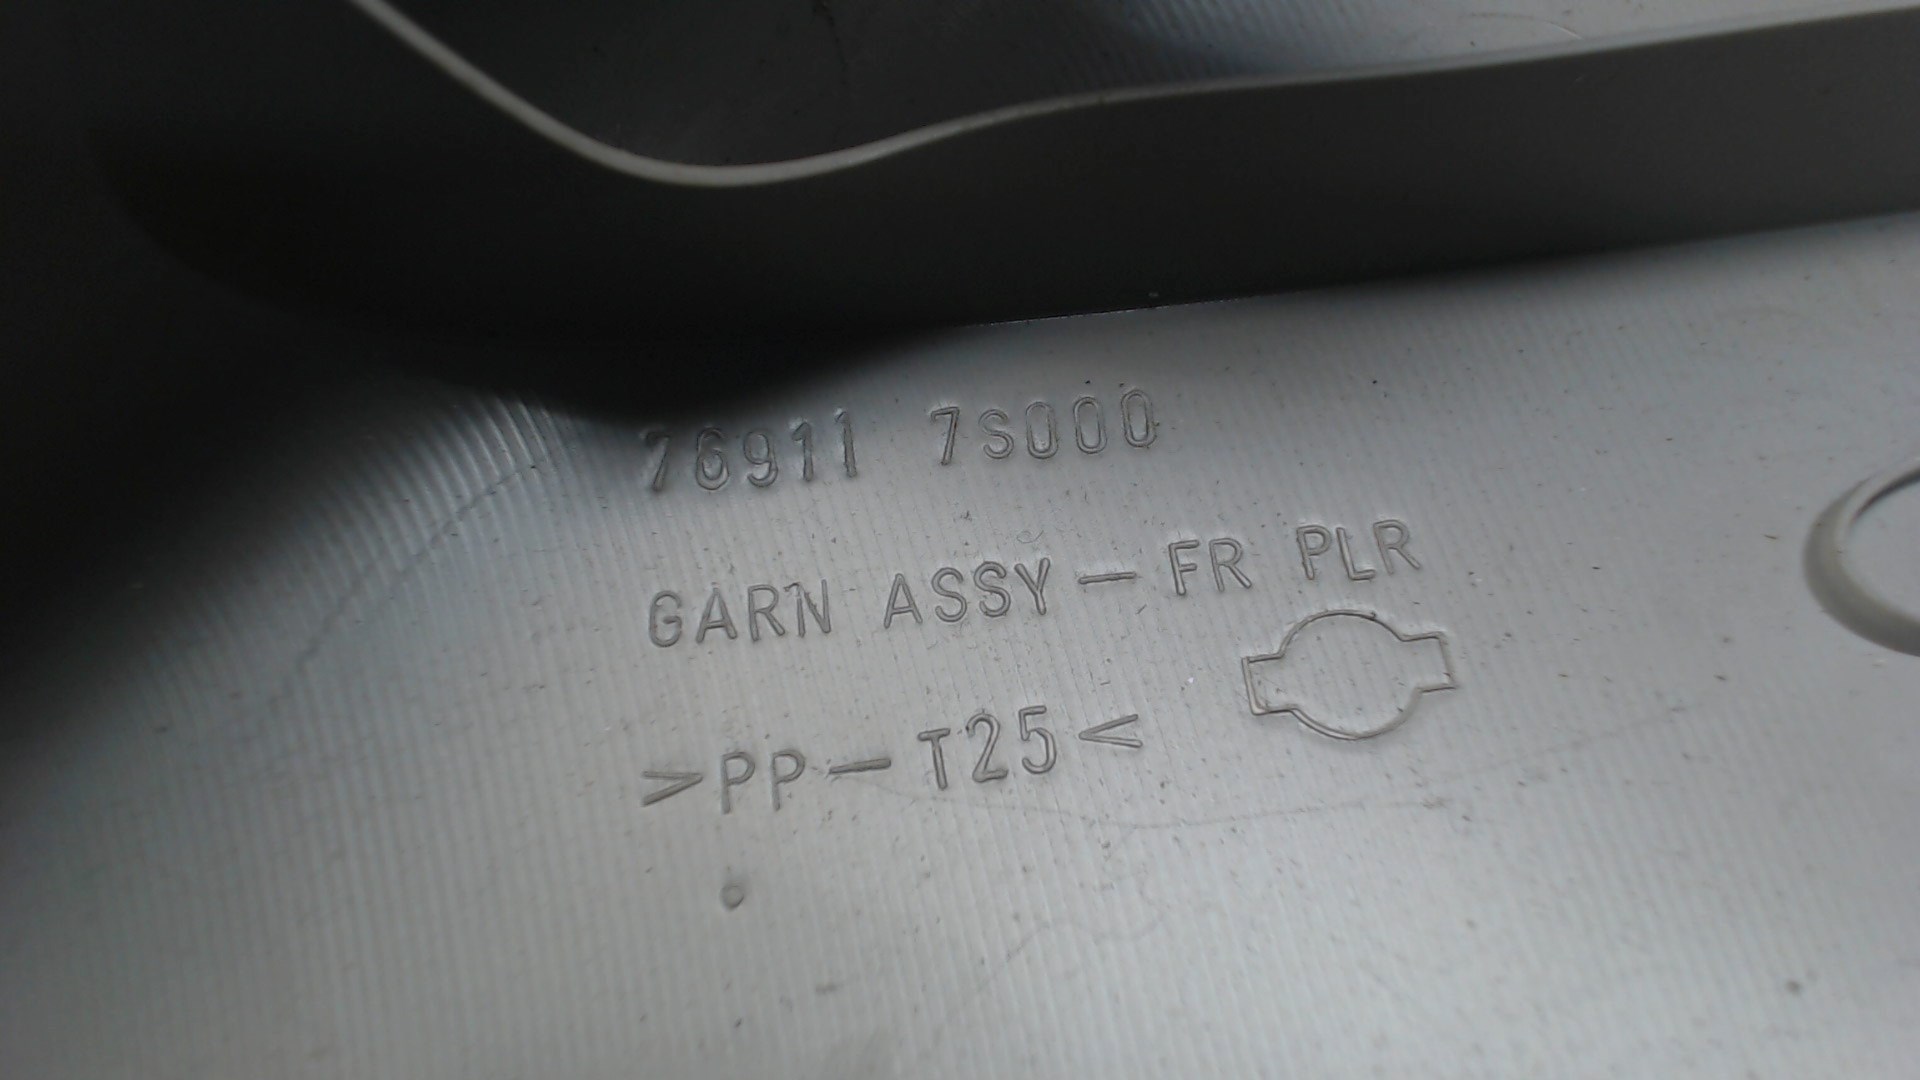 76911 7S000
GARN ASSY-FR PLR
>PP-T25<